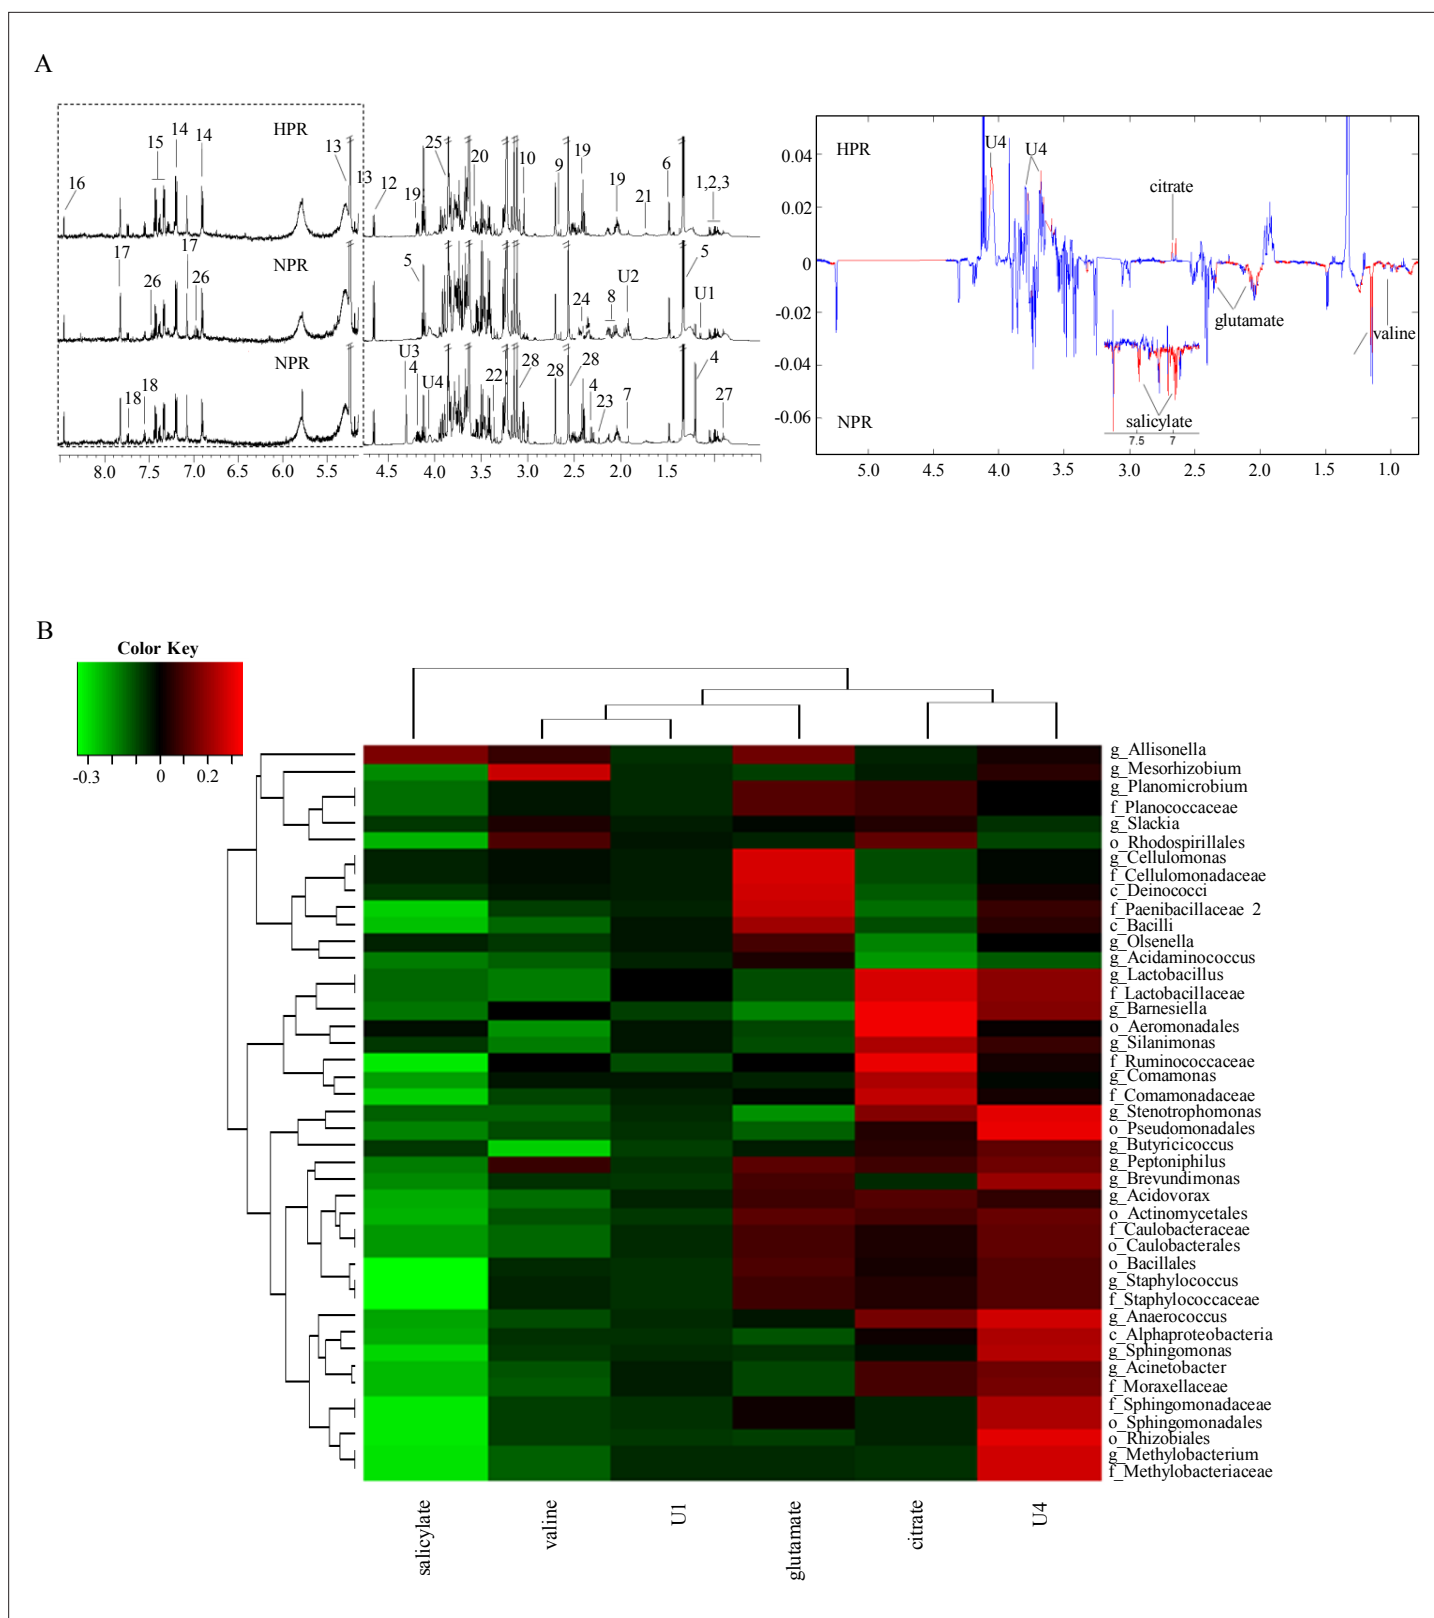 A
HPR
NPR
NPR
16
15
14
14
13
13
12
19
25
20
10
9
19
19
21
6
1,2,3
17
26
17
26
5
24
8
U2
5
U1
18
18
U3
4
U4
22
28
28
28
4
23
7
4
27
8.0 7.5 7.0 6.5 6.0 5.5 4.0 3.5 3.0 2.5 2.0 1.5 1.0
HPR
NPR
0.04
0.02
0
-0.02
-0.04
-0.06
U4
U4
citrate
glutamate
valine
salicylate
7.5 7
5.0 NPR 4.0 3.5 3.0 2.5 2.0 1.5 1.0
B
Color Key
-0.3 0 0.2
g_Allisonella
g_Mesorhizobium
g_Planomicrobium
f_Planococcaceae
g_Slackia
o_Rhodospirillales
g_Cellulomonas
f_Cellulomonadaceae
c_Deinococci
f_Paenibacillaceae 2
c_Bacilli
g_Olsenella
g_Acidaminococcus
g_Lactobacillus
f_Lactobacillaceae
g_Barnesiella
o_Aeromonadales
g_Silanimonas
f_Ruminococcaceae
g_Comamonas
f_Comamonadaceae
g_Stenotrophomonas
o_Pseudomonadales
g_Butyricicoccus
g_Peptoniphilus
g_Brevundimonas
g_Acidovorax
o_Actinomycetales
f_Caulobacteraceae
o_Caulobacterales
o_Bacillales
g_Staphylococcus
f_Staphylococcaceae
g_Anaerococcus
c_Alphaproteobacteria
g_Sphingomonas
g_Acinetobacter
f_Moraxellaceae
f_Sphingomonadaceae
o_Sphingomonadales
o_Rhizobiales
g_Methylobacterium
f_Methylobacteriaceae
salicylate
valine
U1
glutamate
citrate
U4